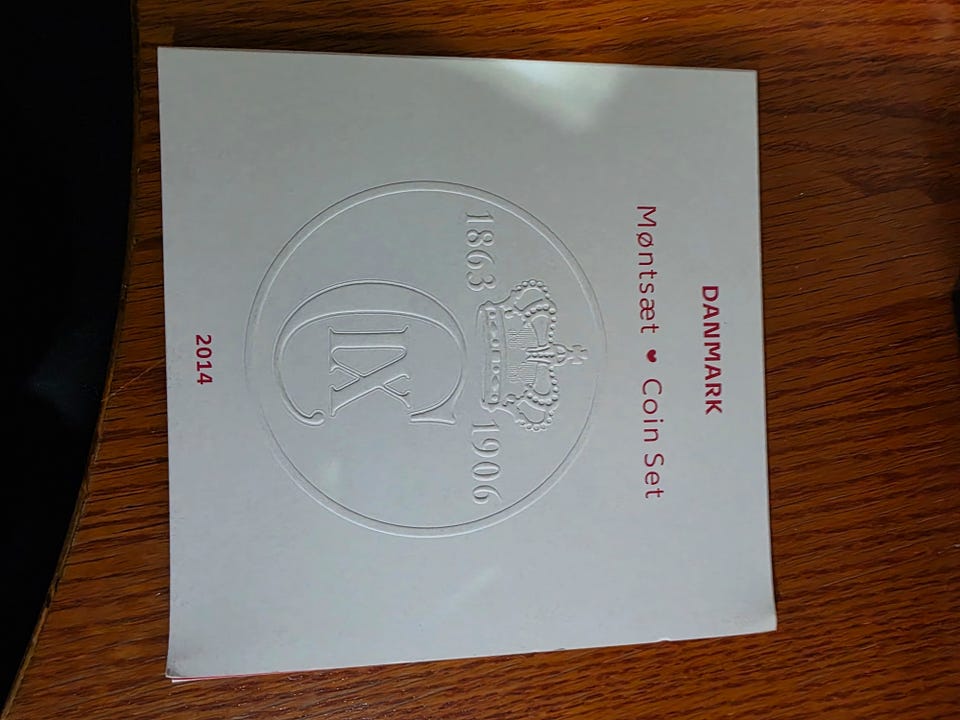 DANMARK
Møntsæt ❤ Coin Set
1863 1906
C IX
2014